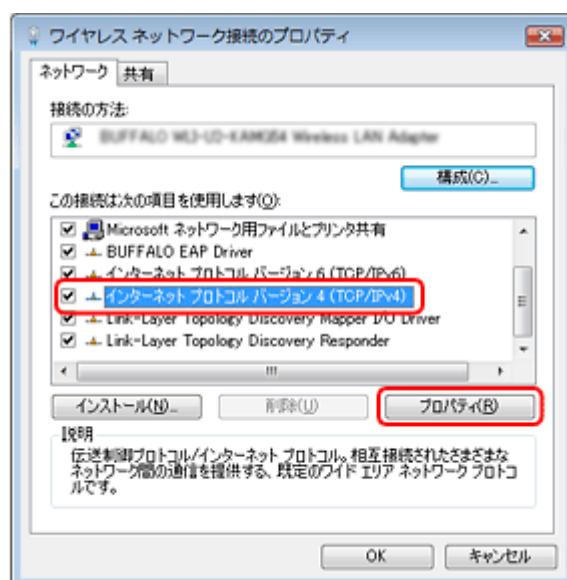 ワイヤレス ネットワーク接続のプロパティ
ネットワーク 共有
接続の方法:
BUFFALO Wireless LAN Adapter
構成(C)...
この接続は次の項目を使用します(O):
Microsoft ネットワーク用ファイルとプリンタ共有
BUFFALO EAP Driver
インターネット プロトコル バージョン 6 (TCP/IPv6)
インターネット プロトコル バージョン 4 (TCP/IPv4)
Link-Layer Topology Discovery Mapper I/O Driver
Link-Layer Topology Discovery Responder
インストール(N)... 削除(U) プロパティ(R)
説明
伝送制御プロトコル/インターネット プロトコル。相互接続されたさまざまな
ネットワーク間の通信を提供する、既定のワイド エリア ネットワーク プロトコ
ルです。
OK キャンセル